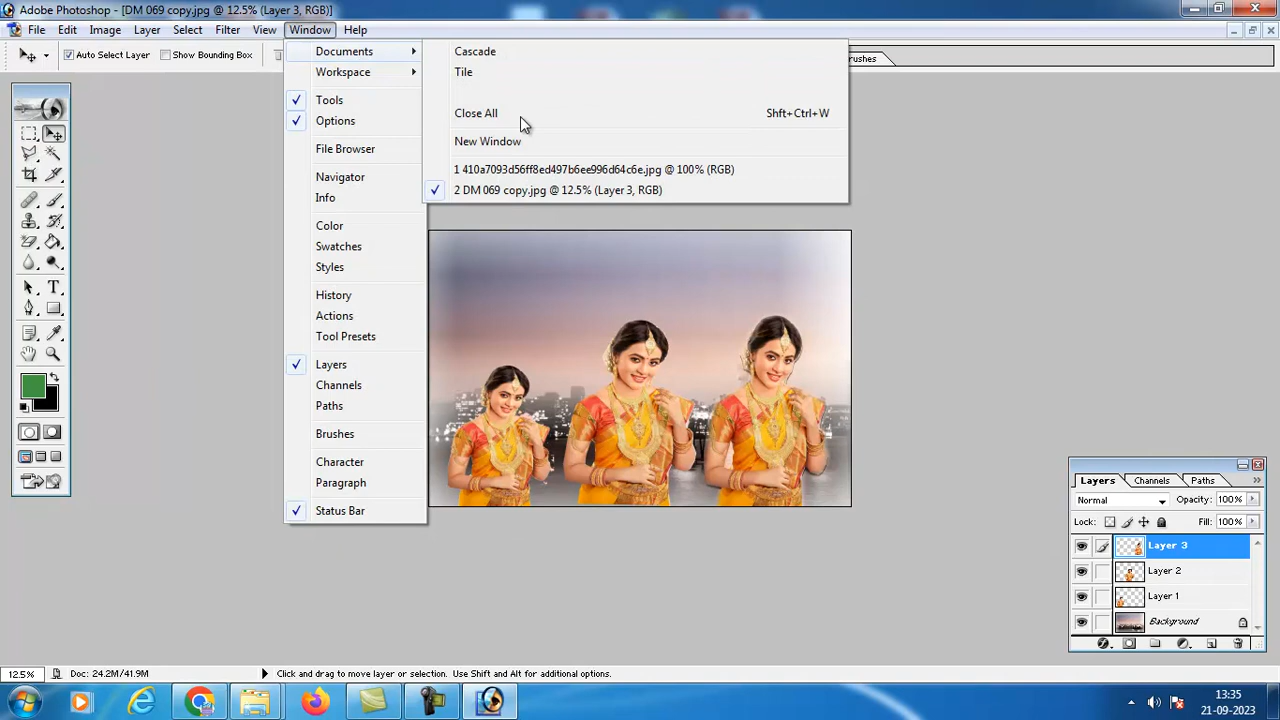 Adobe Photoshop - [DM 069 copy.jpg @ 12.5% (Layer 3, RGB)]
File Edit Image Layer Select Filter View Window Help
Auto Select Layer Show Bounding Box rushes
Documents
Workspace
Tools
Options
File Browser
Navigator
Info
Color
Swatches
Styles
History
Actions
Tool Presets
Layers
Channels
Paths
Brushes
Character
Paragraph
Status Bar
Cascade
Tile
Close All Shft+Ctrl+W
New Window
1 410a7093d56ff8ed497b6ee996d64c6e.jpg @ 100% (RGB)
2 DM 069 copy.jpg @ 12.5% (Layer 3, RGB)
Layers Channels Paths
Normal Opacity: 100%
Lock: Fill: 100%
Layer 3
Layer 2
Layer 1
Background
12.5% Doc: 24.2M/41.9M Click and drag to move layer or selection. Use Shift and Alt for additional options.
13:35
21-09-2023